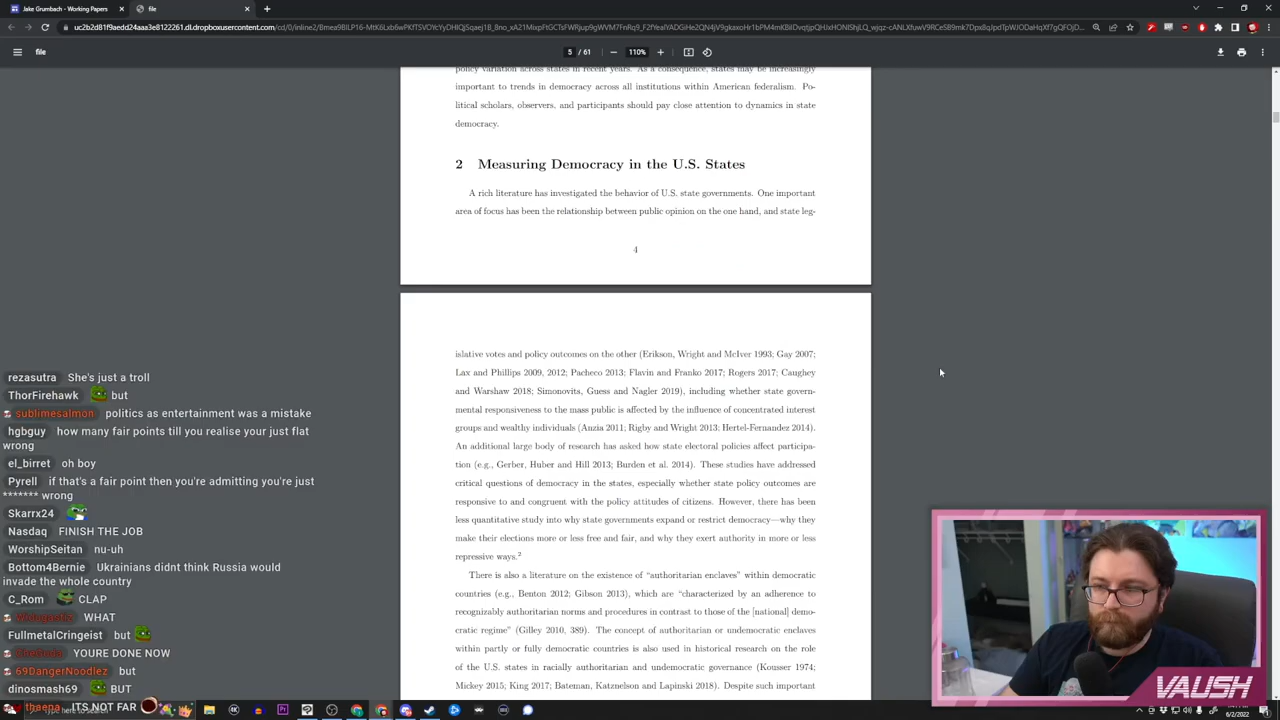 Jake Grumbach - Working Papers
file
file
5 / 61
110%
policy variation across states in recent years. As a consequence, states may be increasingly
important to trends in democracy across all institutions within American federalism. Po-
litical scholars, observers, and participants should pay close attention to dynamics in state
democracy.
2 Measuring Democracy in the U.S. States
A rich literature has investigated the behavior of U.S. state governments. One important
area of focus has been the relationship between public opinion on the one hand, and state leg-
4
islative votes and policy outcomes on the other (Erikson, Wright and McIver 1993; Gay 2007;
Lax and Phillips 2009, 2012; Pacheco 2013; Flavin and Franko 2017; Rogers 2017; Caughey
and Warshaw 2018; Simonovits, Guess and Nagler 2019), including whether state govern-
mental responsiveness to the mass public is affected by the influence of concentrated interest
groups and wealthy individuals (Anzia 2011; Rigby and Wright 2013; Hertel-Fernandez 2014).
An additional large body of research has asked how state electoral policies affect participa-
tion (e.g., Gerber, Huber and Hill 2013; Burden et al. 2014). These studies have addressed
critical questions of democracy in the states, especially whether state policy outcomes are
responsive to and congruent with the policy attitudes of citizens. However, there has been
less quantitative study into why state governments expand or restrict democracy—why they
make their elections more or less free and fair, and why they exert authority in more or less
repressive ways.2
There is also a literature on the existence of “authoritarian enclaves” within democratic
countries (e.g., Benton 2012; Gibson 2013), which are “characterized by an adherence to
recognizably authoritarian norms and procedures in contrast to those of the [national] demo-
cratic regime” (Gilley 2010, 389). The concept of authoritarian or undemocratic enclaves
within partly or fully democratic countries is also used in historical research on the role
of the U.S. states in racially authoritarian and undemocratic governance (Kousser 1974;
Mickey 2015; King 2017; Bateman, Katznelson and Lapinski 2018). Despite such important
rezasutra She's just a troll
ThorFirehawk but
sublimesalmon politics as entertainment was a mistake
hgbguy how many fair points till you realise your just flat
wrong
el_birret oh boy
Pyrell if that's a fair point then you're admitting you're just
******* wrong
Skarrx24
Nasdaq FINISH THE JOB
WorshipSeitan nu-uh
Bottom4Bernie Ukrainians didnt think Russia would
invade the whole country
C_Rom CLAP
WHAT
FullmetalCringeist but
YOURE DONE NOW
69DangerNoodlez but
dinosmash69 BUT
ITS NOT FAR
VAUSH
6/2/2022